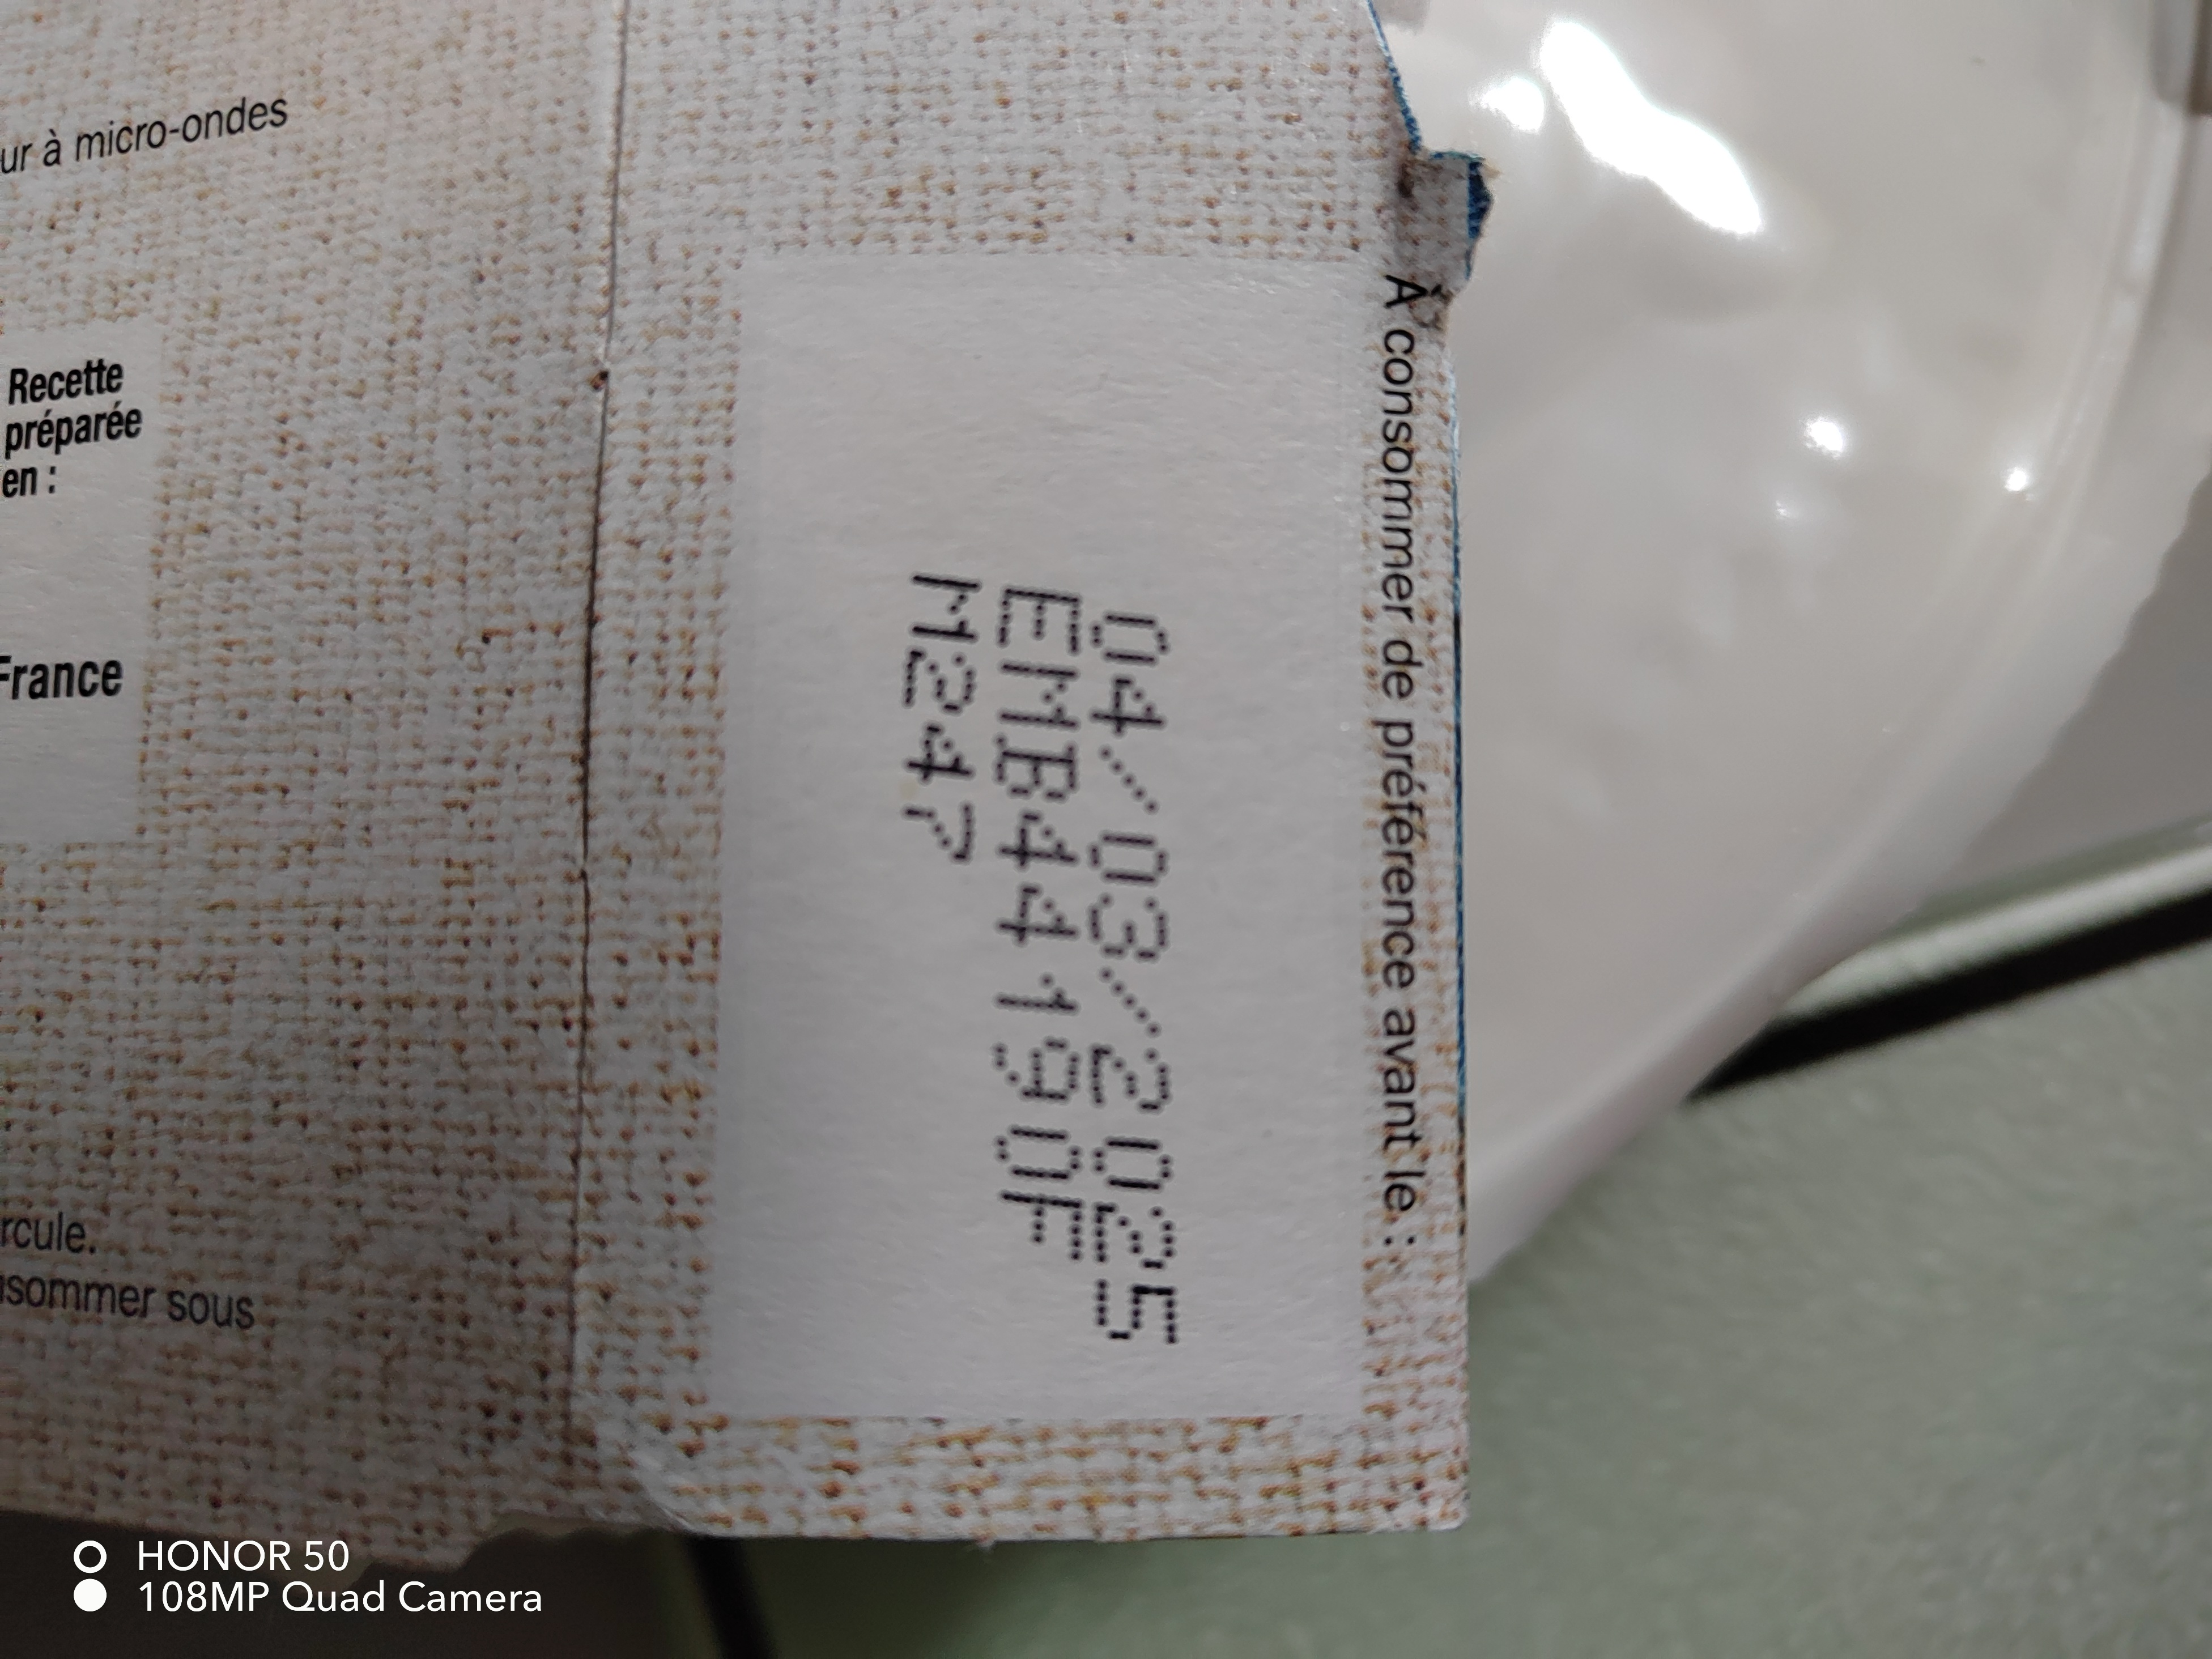 ur à micro-ondes
Recette
préparée
en :
France
rcule.
nsommer sous
À consommer de préférence avant le :
04/03/2025
EMB44190F
M247
HONOR 50
108MP Quad Camera